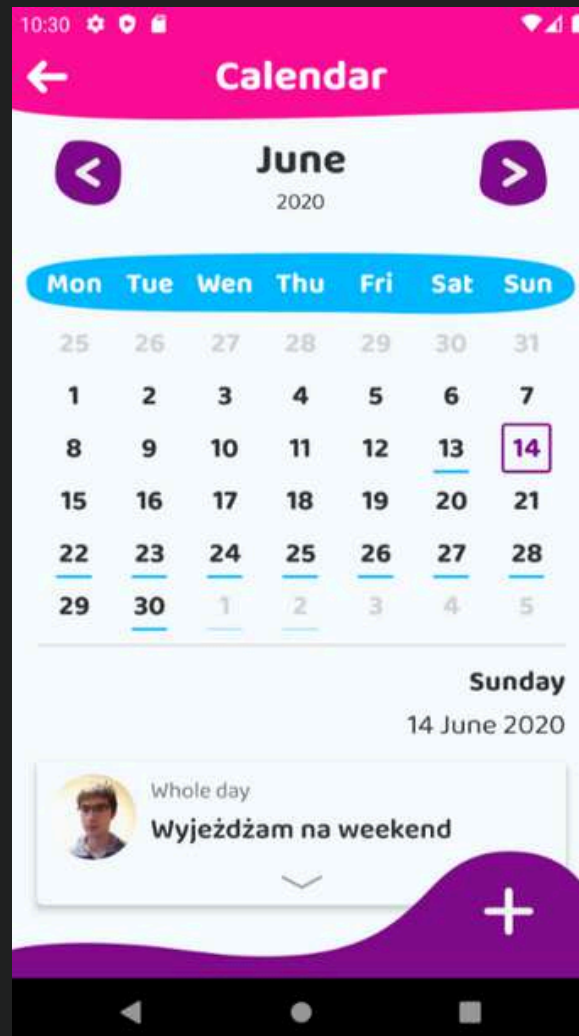 10:30
Calendar
< June >
2020
Mon Tue Wen Thu Fri Sat Sun
25 26 27 28 29 30 31
1 2 3 4 5 6 7
8 9 10 11 12 13 14
15 16 17 18 19 20 21
22 23 24 25 26 27 28
29 30 1 2 3 4 5
Sunday
14 June 2020
Whole day
Wyjeżdżam na weekend
+